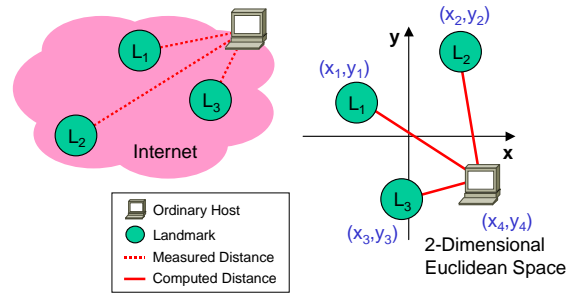 L1
L3
L2
Internet
Ordinary Host
Landmark
Measured Distance
Computed Distance
y
(x2,y2)
L2
(x1,y1)
L1
x
L3
(x3,y3)
(x4,y4)
2-Dimensional
Euclidean Space